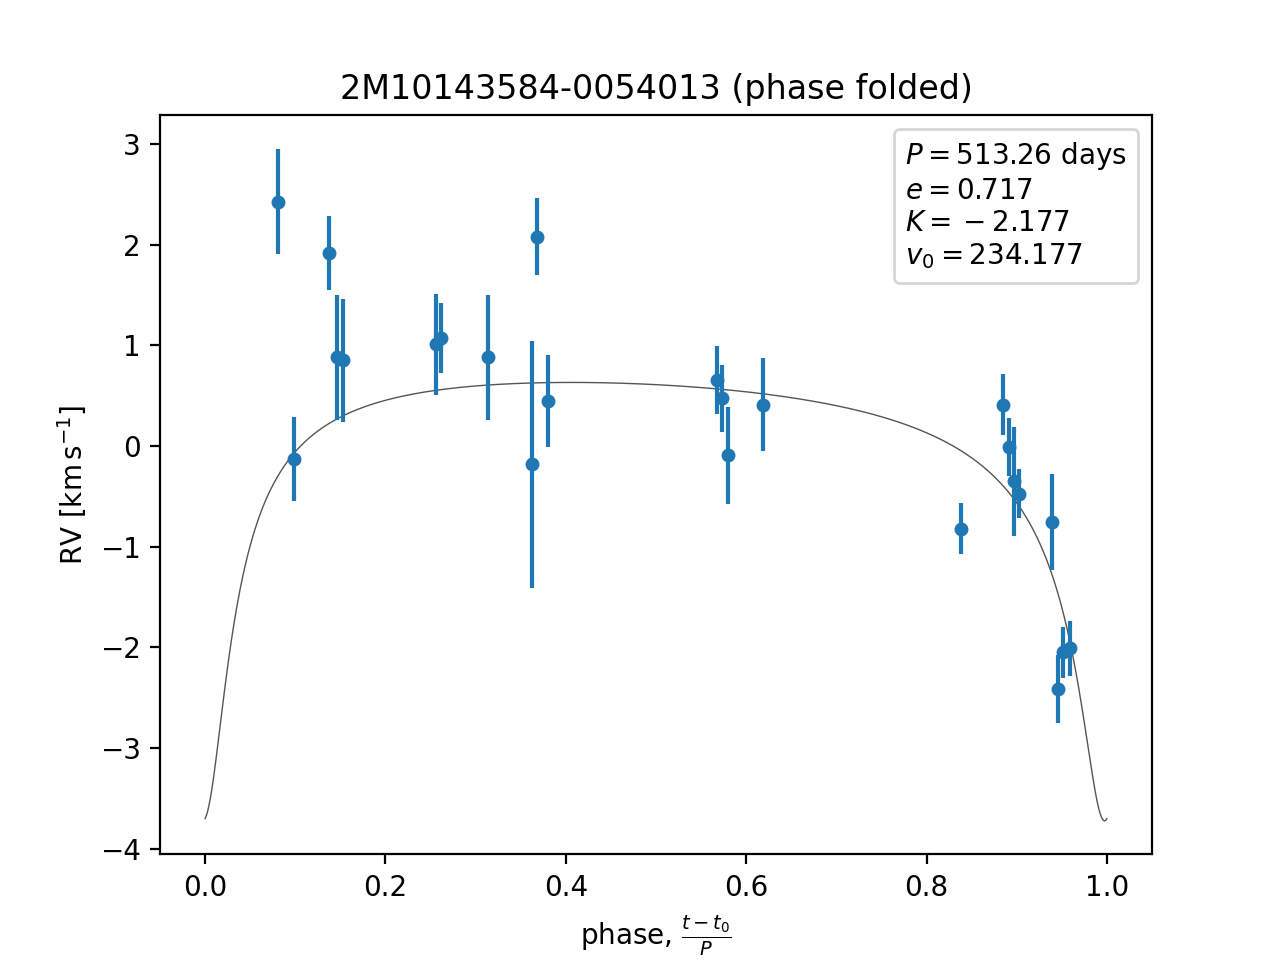 2M10143584-0054013 (phase folded)
P = 513.26 days
e = 0.717
K = −2.177
v₀ = 234.177
RV [km s⁻¹]
3
2
1
0
−1
−2
−3
−4
0.0 0.2 0.4 0.6 0.8 1.0
phase, (t − t₀)/P